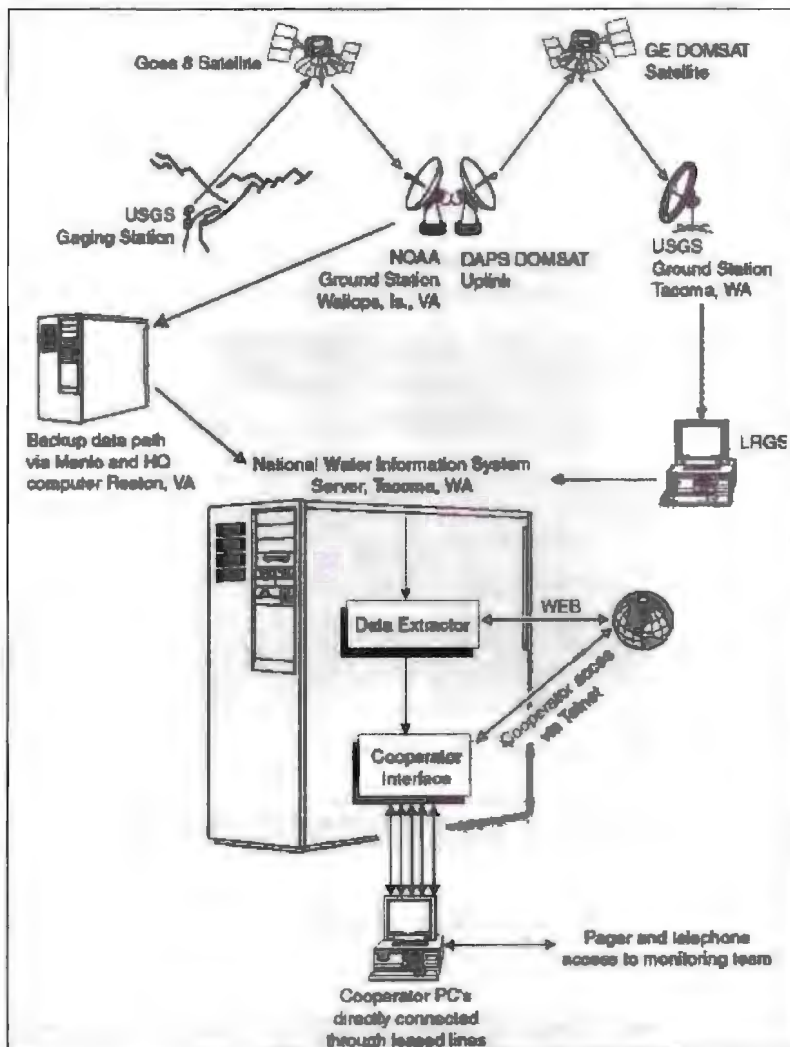 Goes 8 Satellite
GE DOMSAT
Satellite
USGS
Gaging Station
NOAA
Ground Station
Wallops, Is., VA
DAPS DOMSAT
Uplink
USGS
Ground Station
Tacoma, WA
Backup data path
via Menlo and HQ
computer Reston, VA
National Water Information System
Server, Tacoma, WA
LRGS
Data Extractor
WEB
Cooperator acces
via Telnet
Cooperator
Interface
Pager and telephone
access to monitoring team
Cooperator PC's
directly connected
through leased lines